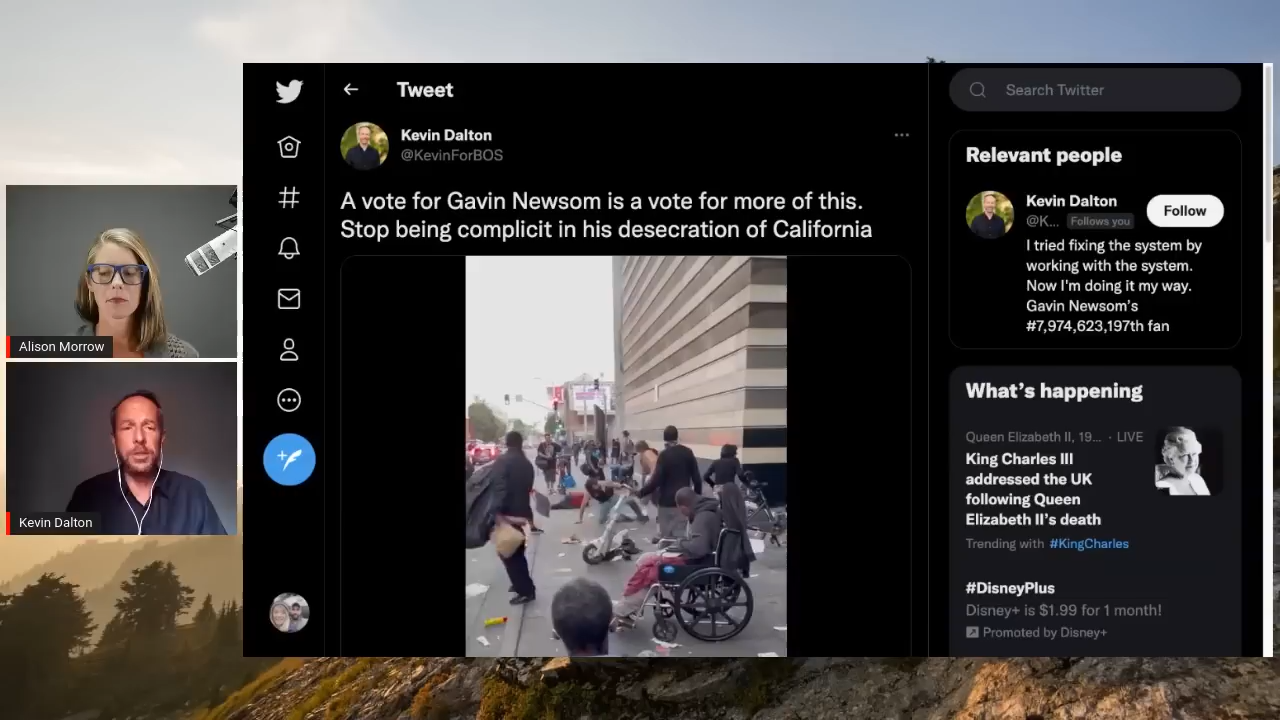 Alison Morrow
Kevin Dalton
Tweet
Kevin Dalton
@KevinForBOS
A vote for Gavin Newsom is a vote for more of this.
Stop being complicit in his desecration of California
Search Twitter
Relevant people
Kevin Dalton
@K... Follows you
Follow
I tried fixing the system by
working with the system.
Now I'm doing it my way.
Gavin Newsom's
#7,974,623,197th fan
What's happening
Queen Elizabeth II, 19... · LIVE
King Charles III
addressed the UK
following Queen
Elizabeth II's death
Trending with #KingCharles
#DisneyPlus
Disney+ is $1.99 for 1 month!
Promoted by Disney+